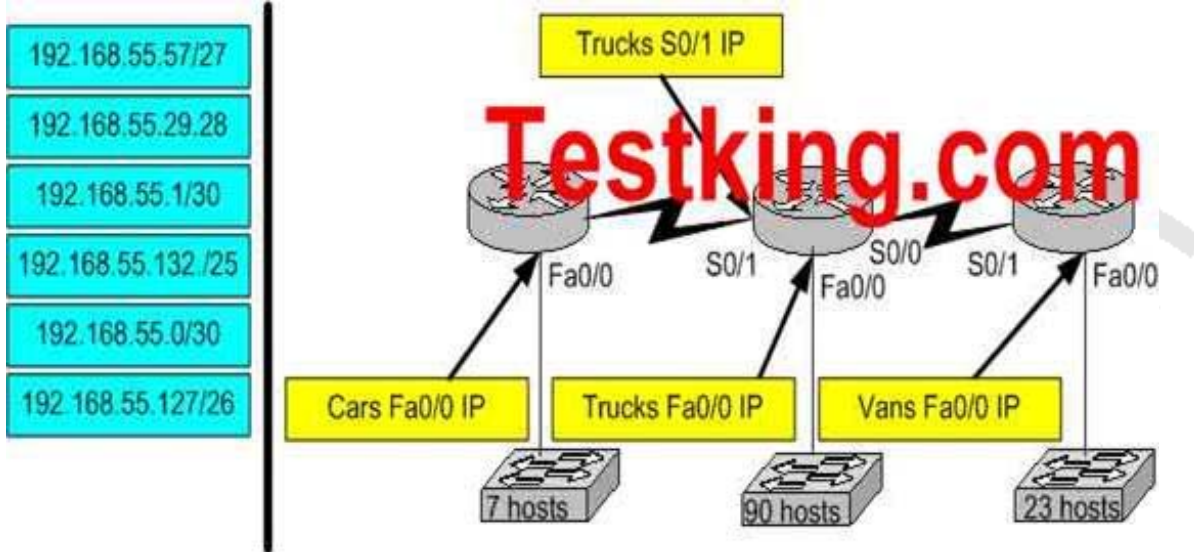 192.168.55.57/27
192.168.55.29.28
192.168.55.1/30
192.168.55.132./25
192.168.55.0/30
192.168.55.127/26
Trucks S0/1 IP
Testking.com
Fa0/0
S0/1
S0/0
Fa0/0
S0/1
Fa0/0
Cars Fa0/0 IP
Trucks Fa0/0 IP
Vans Fa0/0 IP
7 hosts
90 hosts
23 hosts